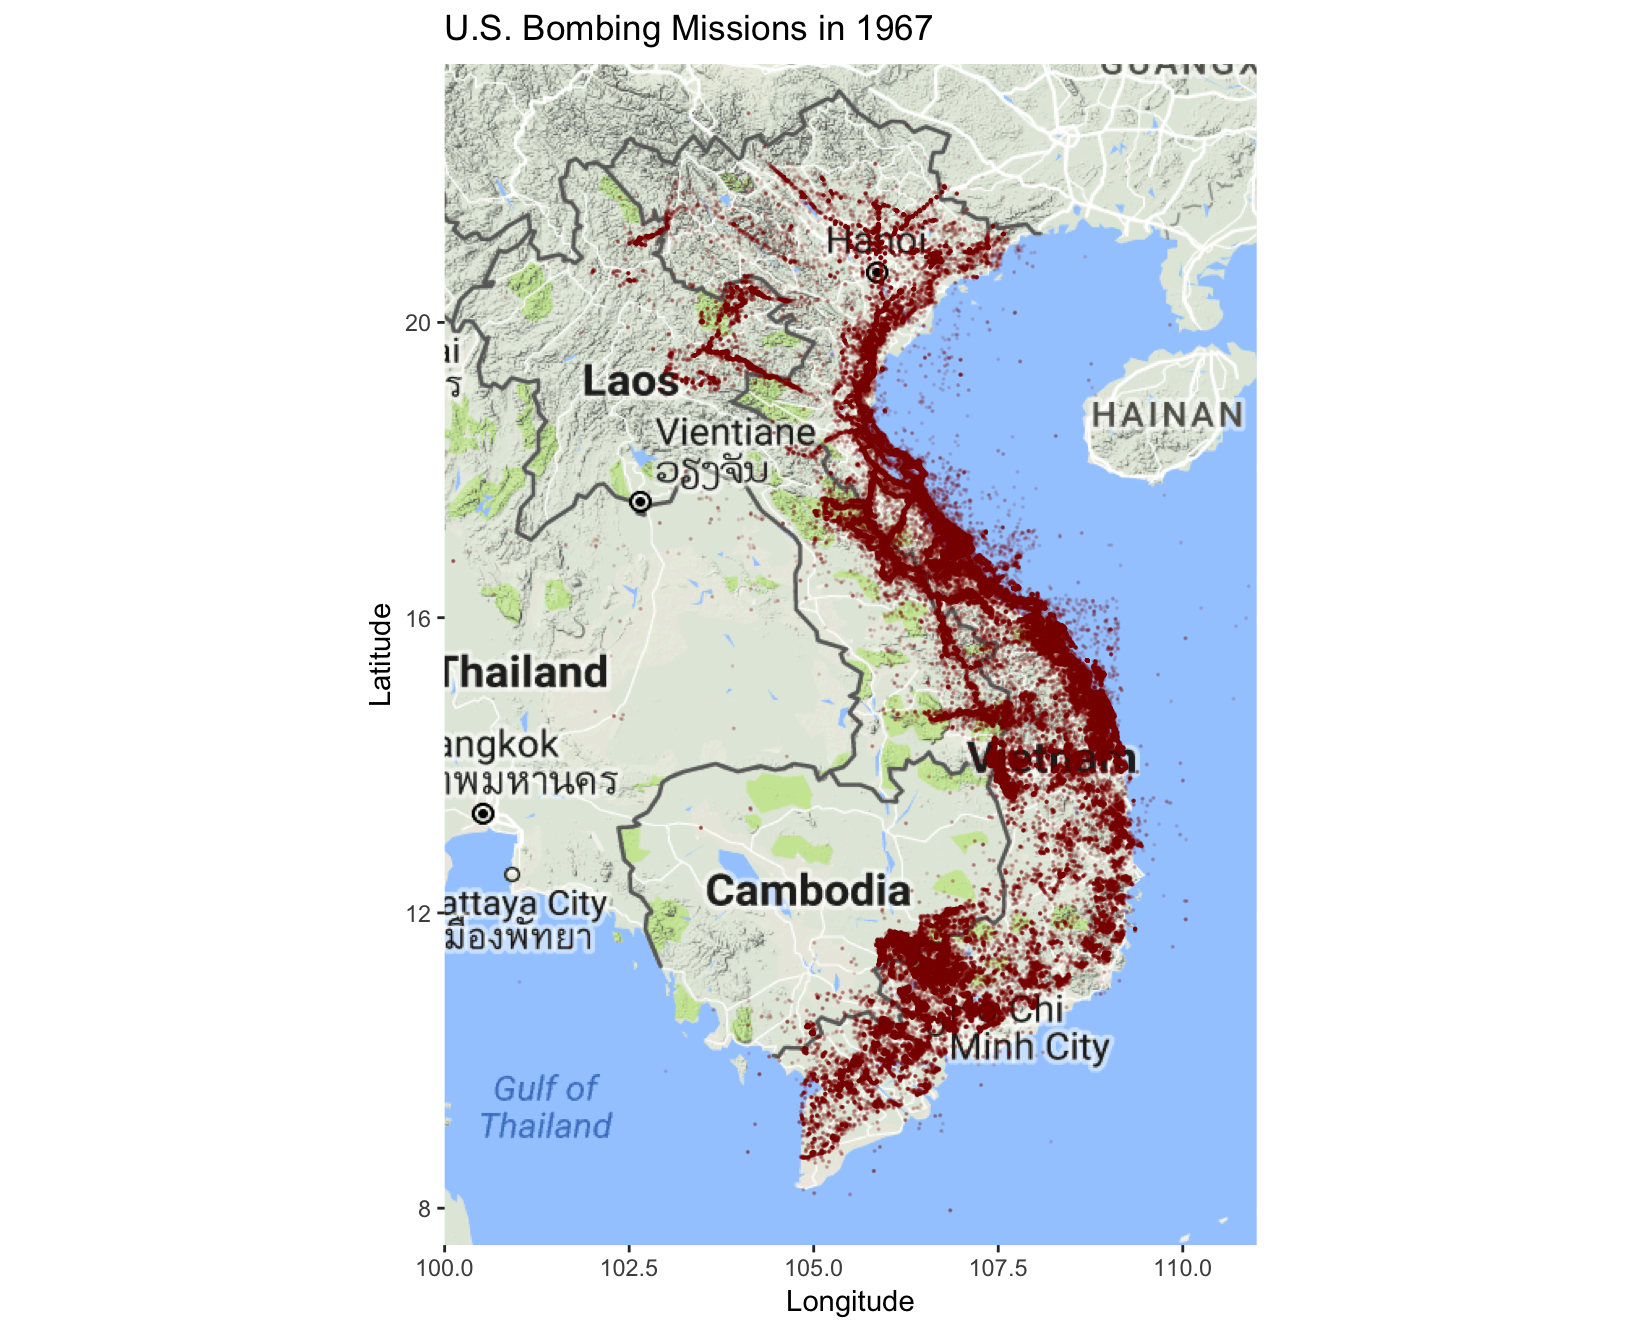 U.S. Bombing Missions in 1967
GUANGX
Hanoi
20
ai
ร
Laos
HAINAN
Vientiane
ວຽງຈັນ
16
Latitude
Thailand
angkok
าพมหานคร
Vietnam
Cambodia
12
attaya City
เมืองพัทยา
Chi
Minh City
Gulf of
Thailand
8
100.0 102.5 105.0 107.5 110.0
Longitude